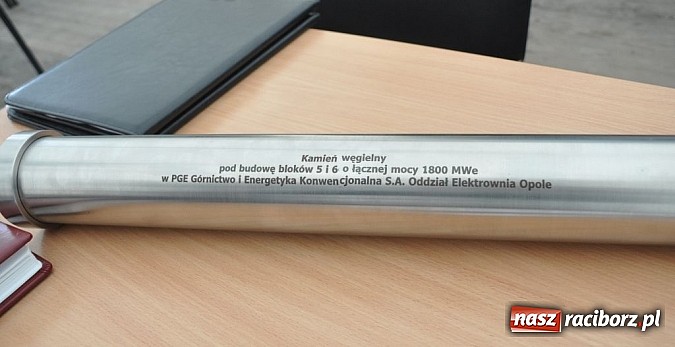 Kamień węgielny
pod budowę bloków 5 i 6 o łącznej mocy 1800 MWe
w PGE Górnictwo i Energetyka Konwencjonalna S.A. Oddział Elektrownia Opole
nasz raciborz.pl